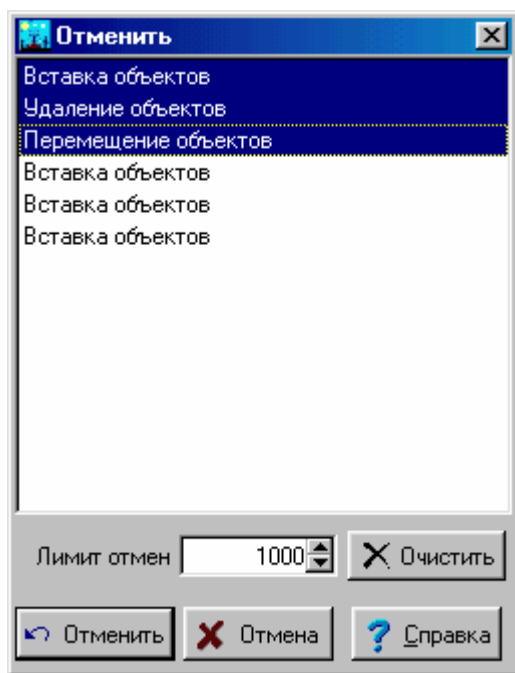 Отменить
Вставка объектов
Удаление объектов
Перемещение объектов
Вставка объектов
Вставка объектов
Вставка объектов
Лимит отмен 1000 Очистить
Отменить Отмена Справка